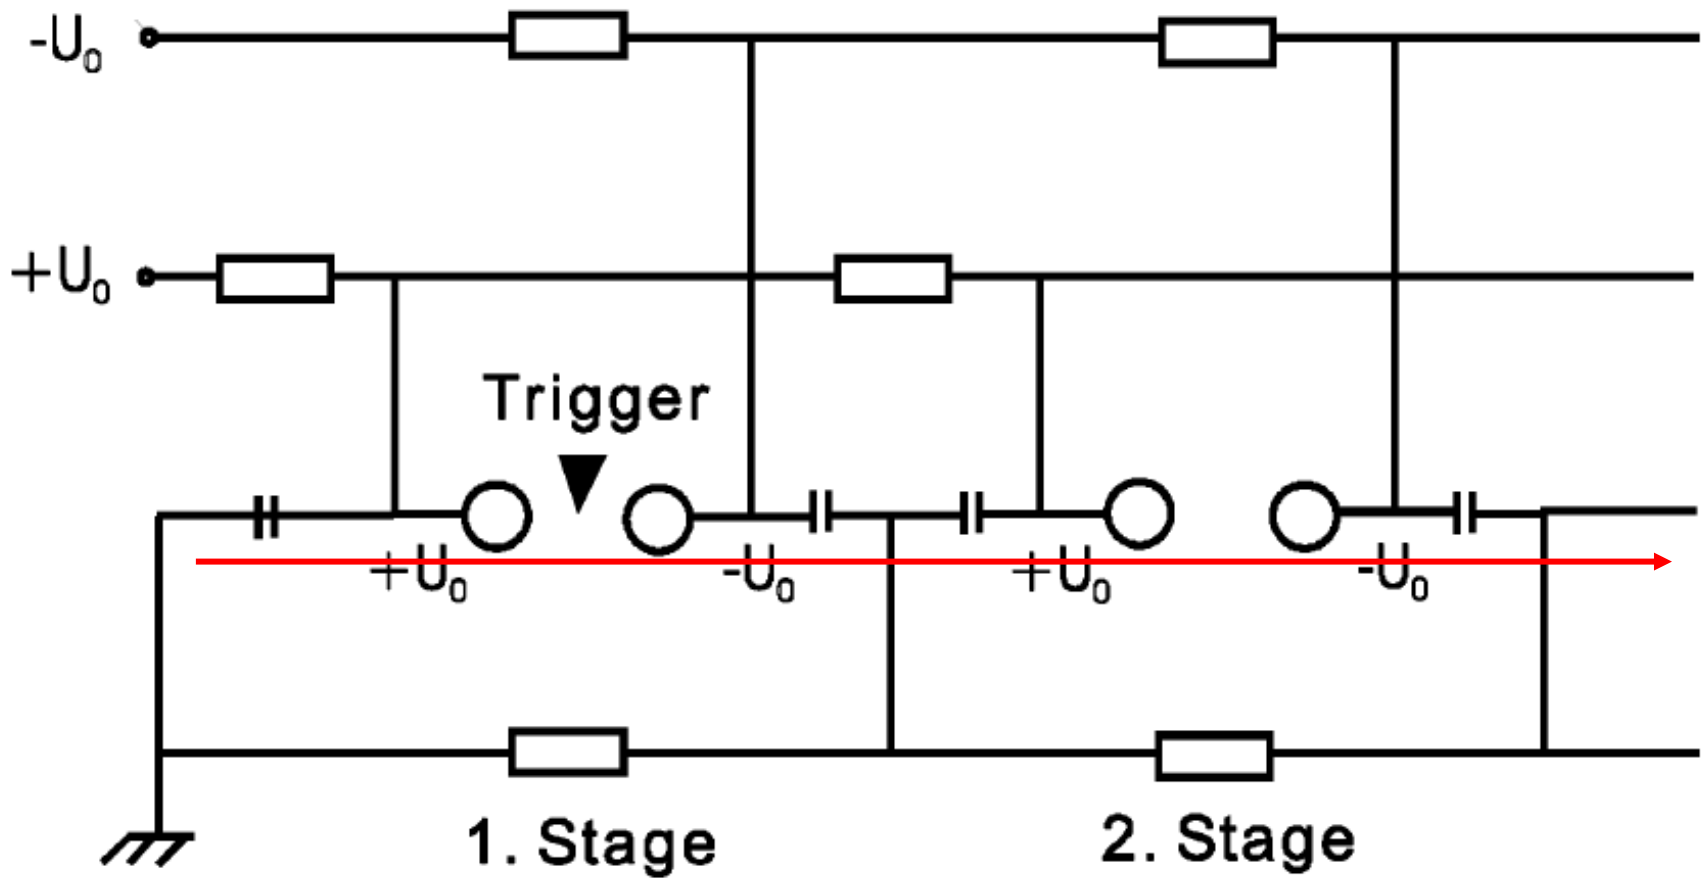 -U₀
+U₀
Trigger
+U₀ -U₀ +U₀ -U₀
1. Stage 2. Stage